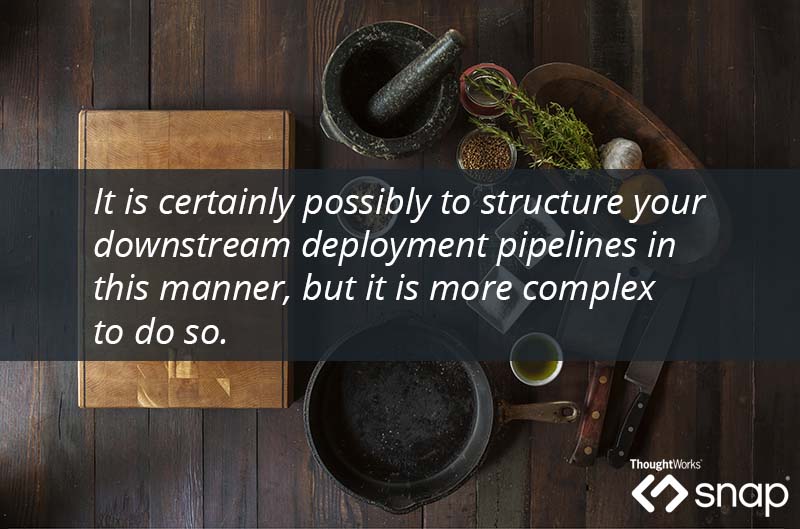 It is certainly possibly to structure your
downstream deployment pipelines in
this manner, but it is more complex
to do so.
ThoughtWorks®
snap